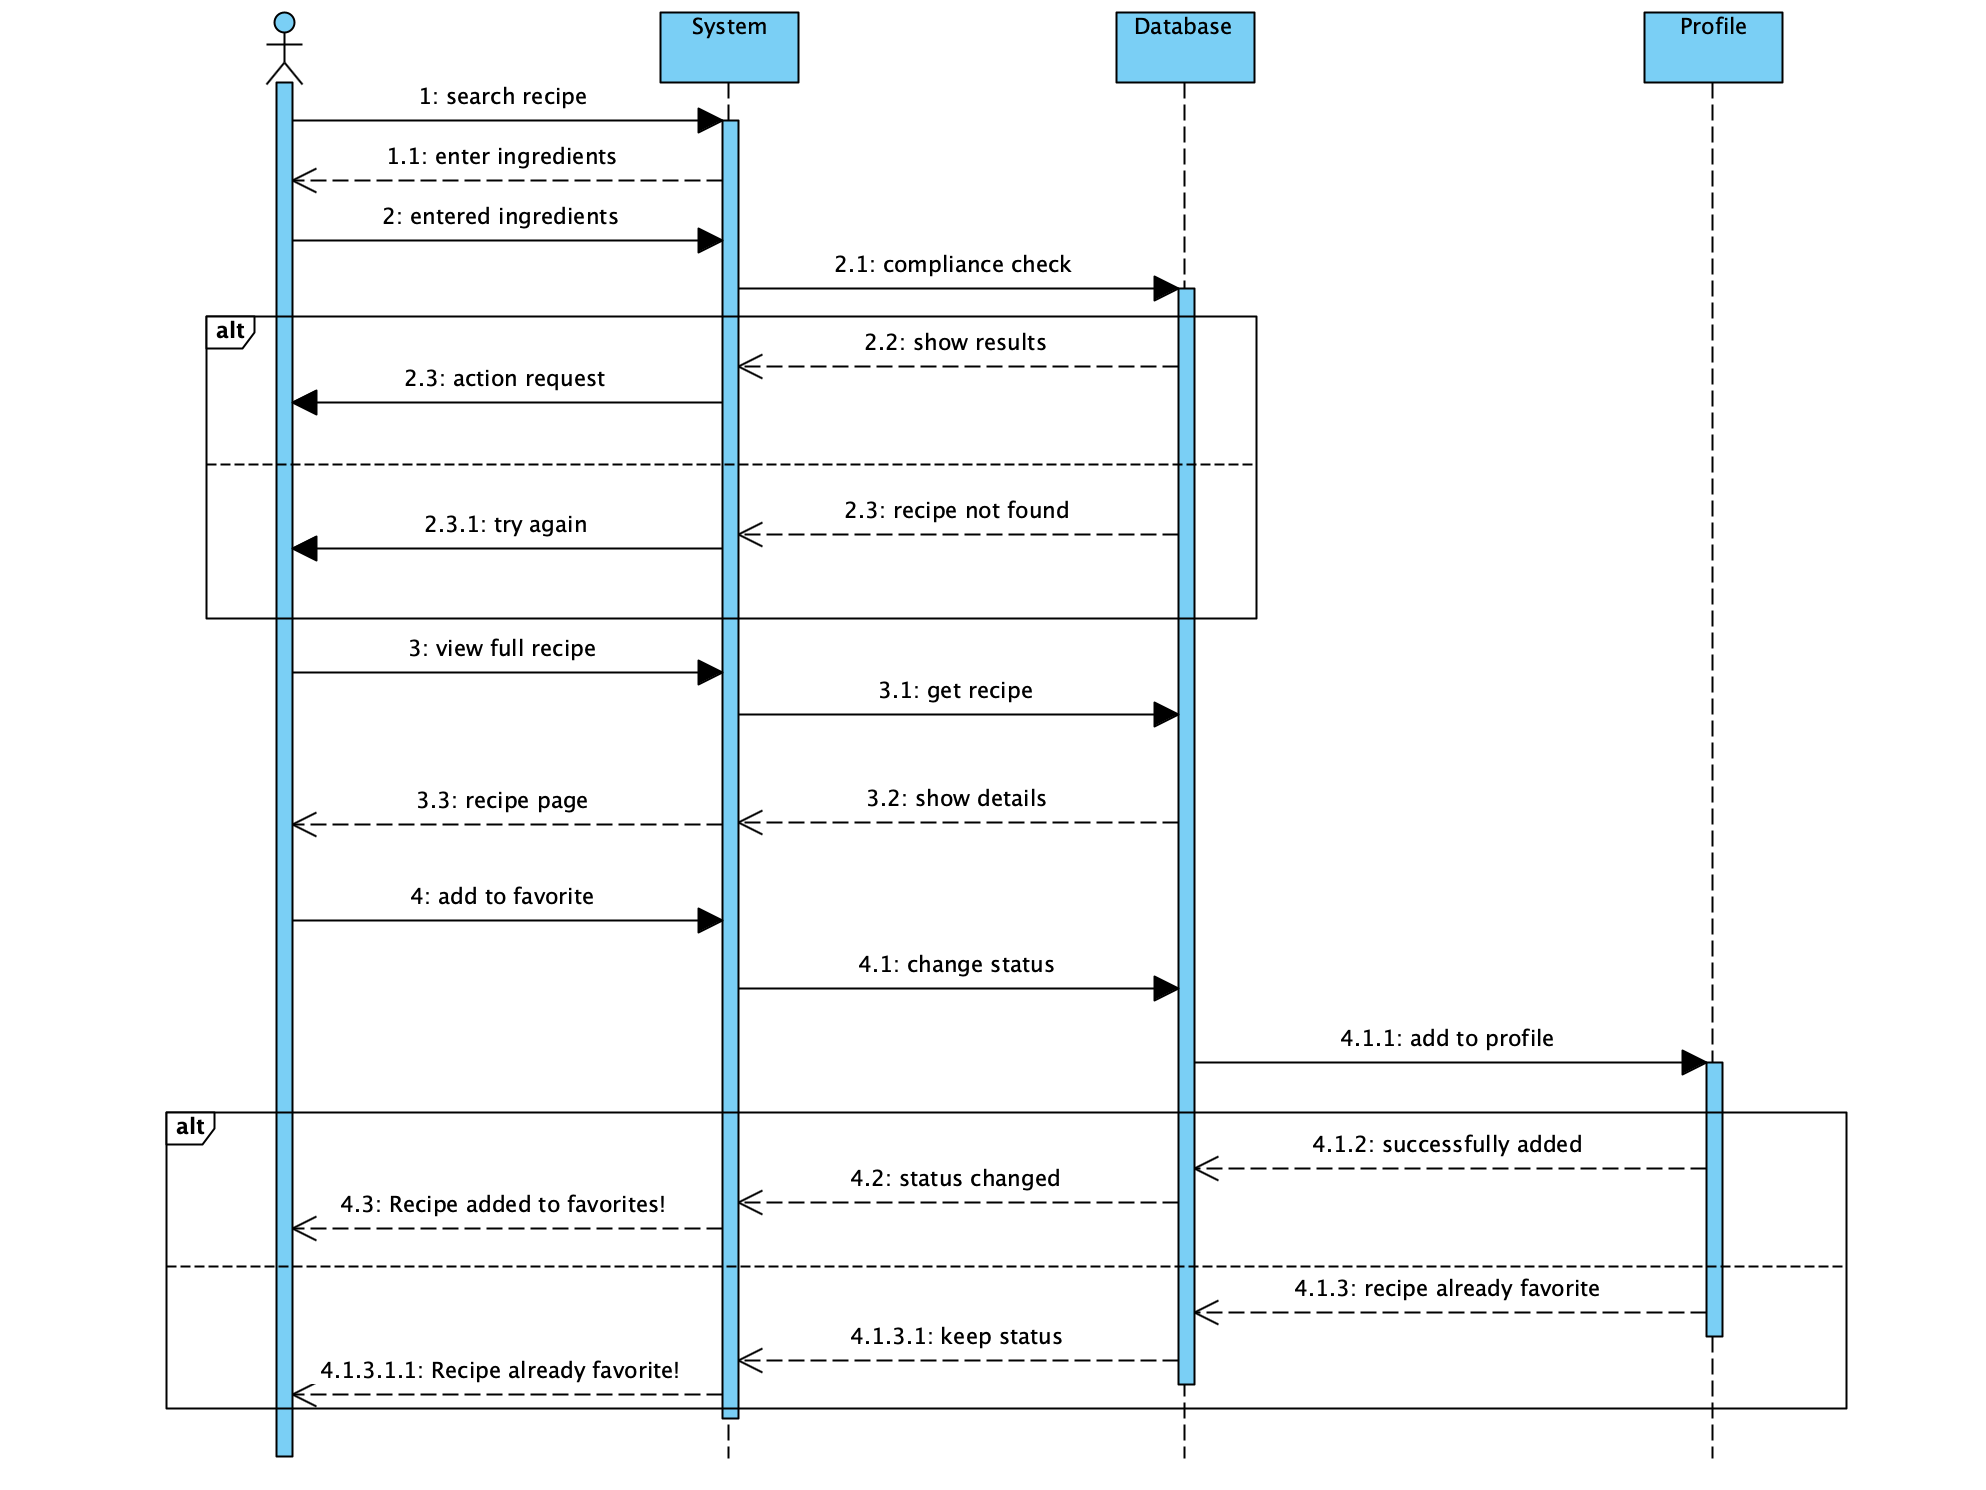 System
Database
Profile
1: search recipe
1.1: enter ingredients
2: entered ingredients
2.1: compliance check
alt
2.2: show results
2.3: action request
2.3: recipe not found
2.3.1: try again
3: view full recipe
3.1: get recipe
3.2: show details
3.3: recipe page
4: add to favorite
4.1: change status
4.1.1: add to profile
alt
4.1.2: successfully added
4.2: status changed
4.3: Recipe added to favorites!
4.1.3: recipe already favorite
4.1.3.1: keep status
4.1.3.1.1: Recipe already favorite!